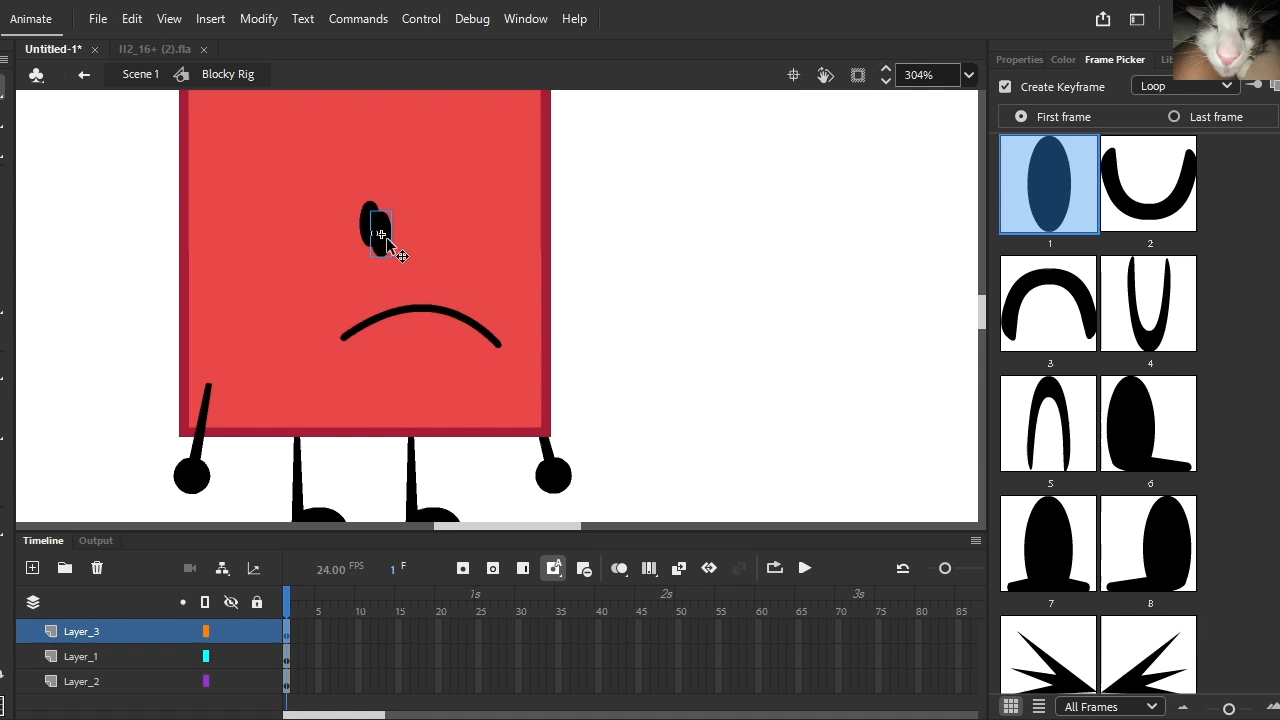 Animate File Edit View Insert Modify Text Commands Control Debug Window Help
Untitled-1* × II2_16+ (2).fla ×
Properties Color Frame Picker Lib
Scene 1 Blocky Rig 304%
Create Keyframe Loop
First frame Last frame
1 2
3 4
5 6
7 8
Timeline Output
24.00 FPS 1 F
1s 2s 3s
5 10 15 20 25 30 35 40 45 50 55 60 65 70 75 80 85
Layer_3
Layer_1
Layer_2
All Frames